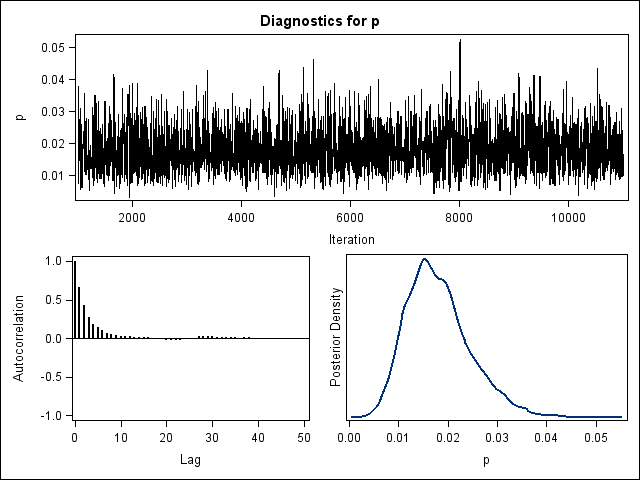 Diagnostics for p
0.05
0.04
0.03
0.02
0.01
p
2000 4000 6000 8000 10000
Iteration
1.0
0.5
0.0
-0.5
-1.0
Autocorrelation
0 10 20 30 40 50
Lag
Posterior Density
0.00 0.01 0.02 0.03 0.04 0.05
p